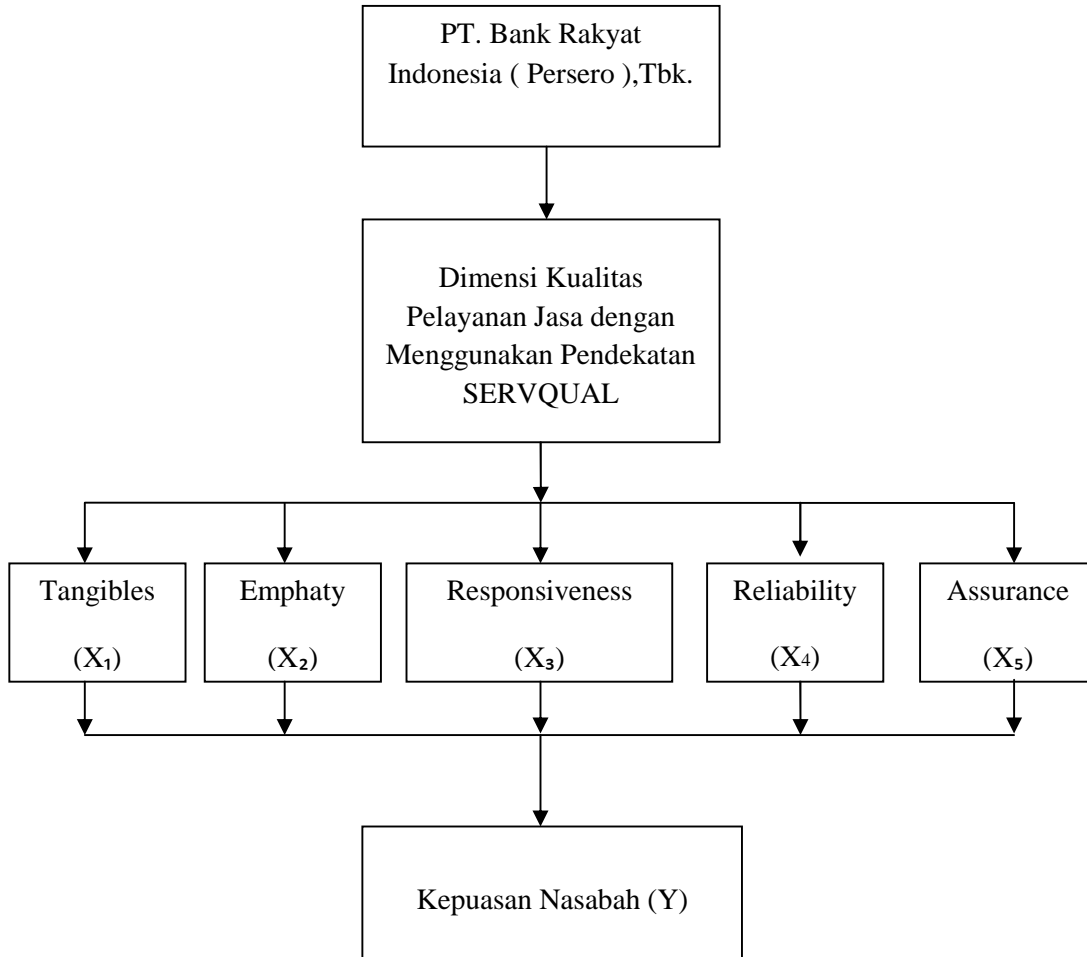 PT. Bank Rakyat
Indonesia ( Persero ),Tbk.
Dimensi Kualitas
Pelayanan Jasa dengan
Menggunakan Pendekatan
SERVQUAL
Tangibles
(X₁)
Emphaty
(X₂)
Responsiveness
(X₃)
Reliability
(X4)
Assurance
(X₅)
Kepuasan Nasabah (Y)